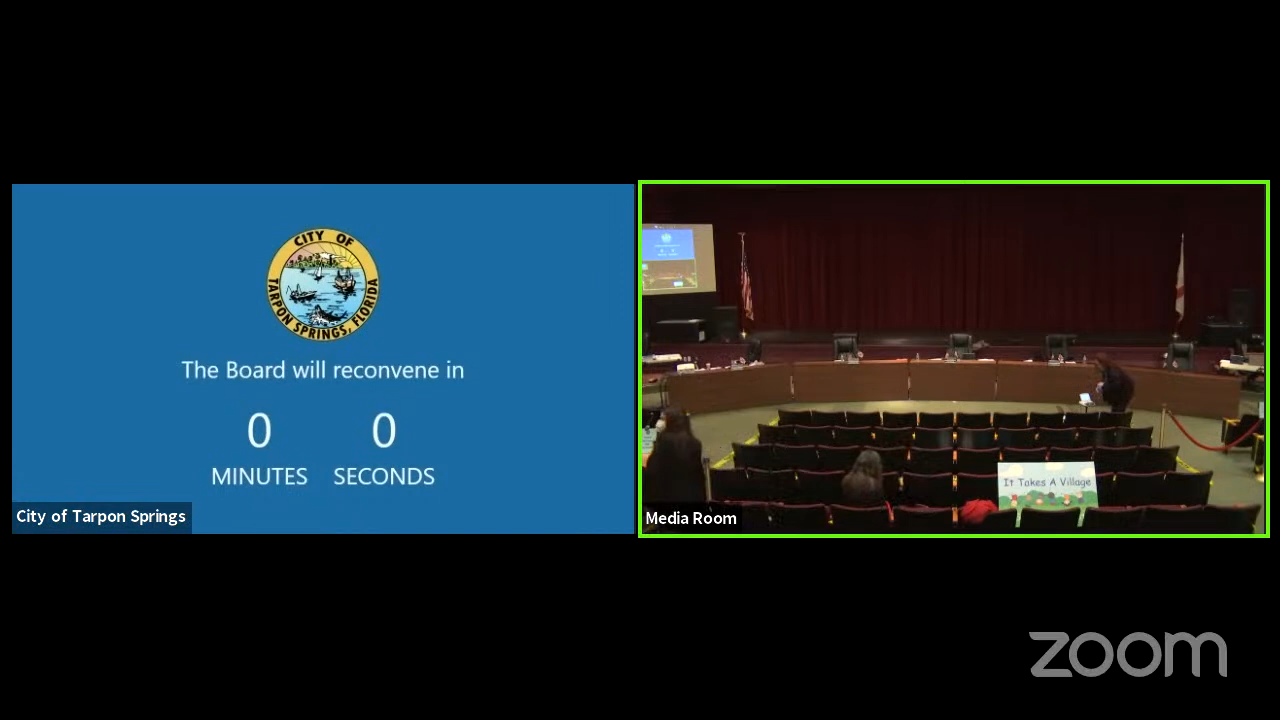 CITY OF
TARPON SPRINGS, FLORIDA
The Board will reconvene in
0 0
MINUTES SECONDS
City of Tarpon Springs
It Takes A Village
Media Room
zoom